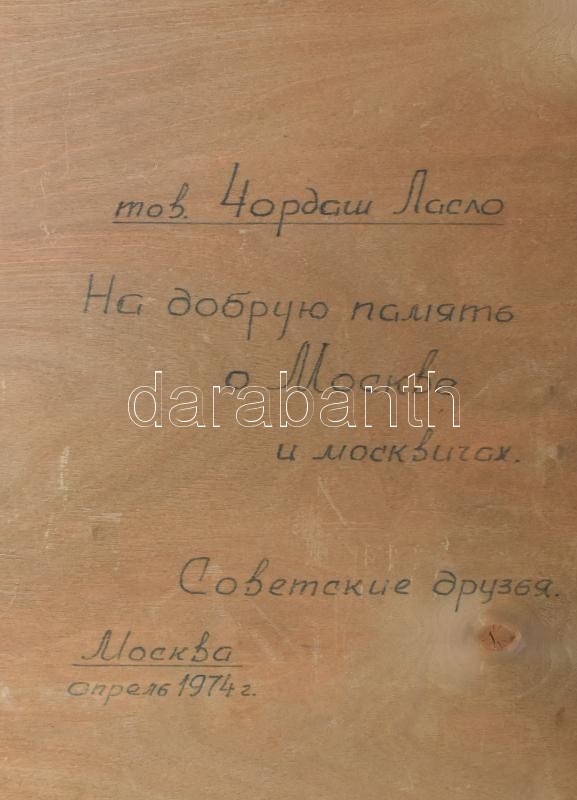 тов. Чордаш Ласло
На добрую память
о Москве
darabanth
и москвичах.
Советские друзья.
Москва
апрель 1974 г.